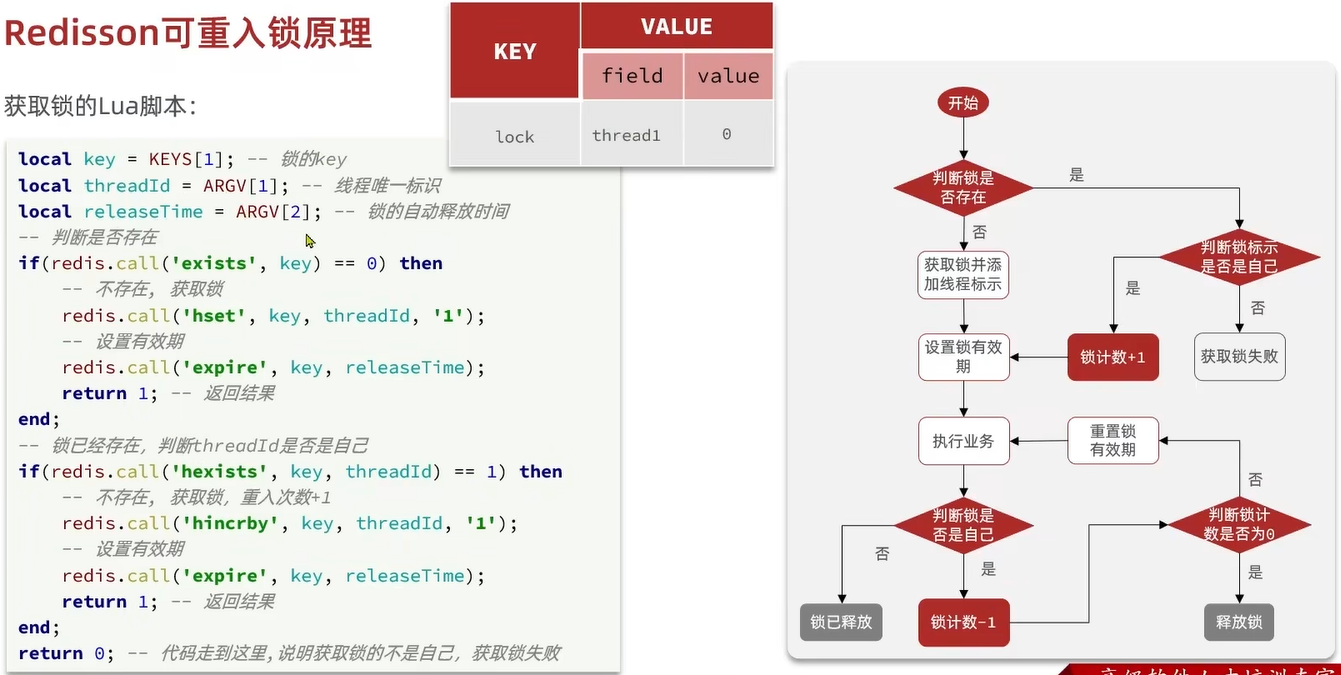 Redisson可重入锁原理
KEY
VALUE
field
value
lock
thread1
0
获取锁的Lua脚本：
local key = KEYS[1]; -- 锁的key
local threadId = ARGV[1]; -- 线程唯一标识
local releaseTime = ARGV[2]; -- 锁的自动释放时间
-- 判断是否存在
if(redis.call('exists', key) == 0) then
-- 不存在, 获取锁
redis.call('hset', key, threadId, '1');
-- 设置有效期
redis.call('expire', key, releaseTime);
return 1; -- 返回结果
end;
-- 锁已经存在，判断threadId是否是自己
if(redis.call('hexists', key, threadId) == 1) then
-- 不存在, 获取锁，重入次数+1
redis.call('hincrby', key, threadId, '1');
-- 设置有效期
redis.call('expire', key, releaseTime);
return 1; -- 返回结果
end;
return 0; -- 代码走到这里,说明获取锁的不是自己，获取锁失败
开始
判断锁是
否存在
是
否
判断锁标示
是否是自己
获取锁并添
加线程标示
是
否
设置锁有效
期
锁计数+1
获取锁失败
执行业务
重置锁
有效期
否
判断锁是
否是自己
判断锁计
数是否为0
否
是
是
锁已释放
锁计数-1
释放锁